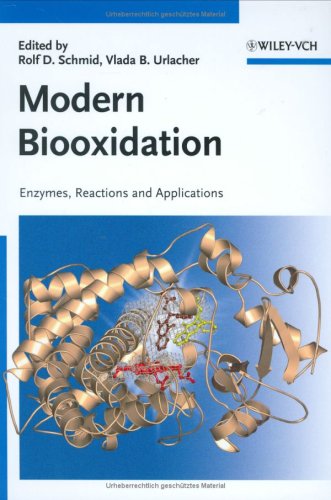 Urheberrechtlich geschütztes Material
Edited by
Rolf D. Schmid, Vlada B. Urlacher
WILEY-VCH
Modern
Biooxidation
Enzymes, Reactions and Applications
Urheberrechtlich geschütztes Material